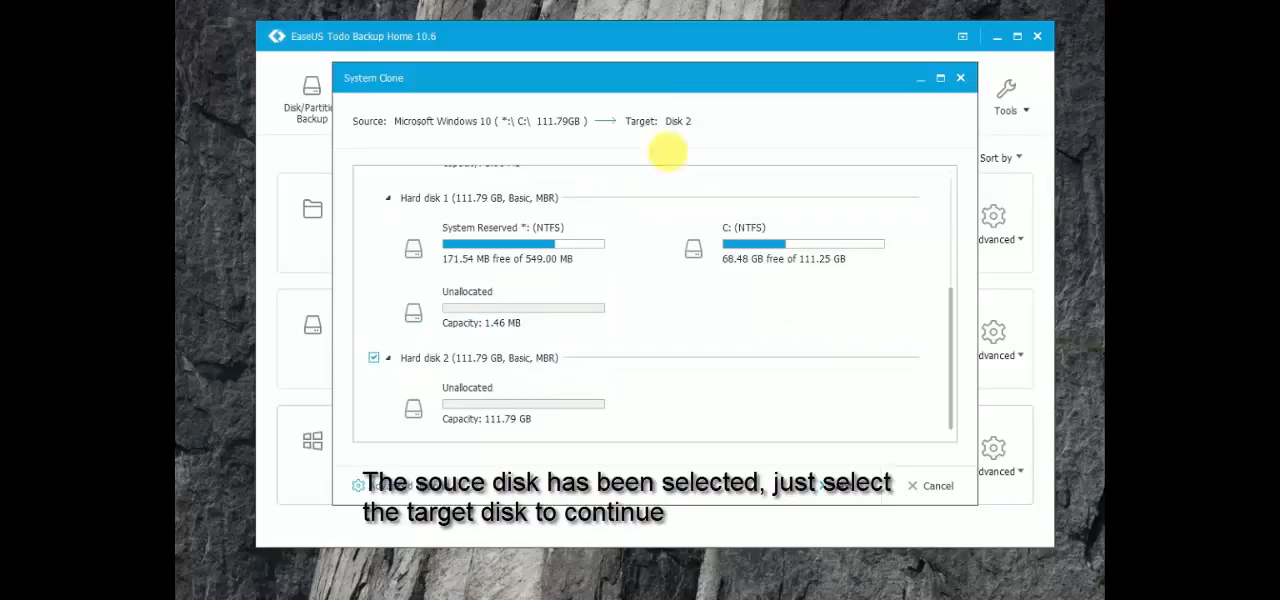 EaseUS Todo Backup Home 10.6
System Clone
Disk/Partiti
Backup
Tools
Source: Microsoft Windows 10 ( *:\ C:\ 111.79GB ) Target: Disk 2
Sort by
Hard disk 1 (111.79 GB, Basic, MBR)
System Reserved *: (NTFS)
171.54 MB free of 549.00 MB
C: (NTFS)
68.48 GB free of 111.25 GB
dvanced
Unallocated
Capacity: 1.46 MB
Hard disk 2 (111.79 GB, Basic, MBR)
dvanced
Unallocated
Capacity: 111.79 GB
dvanced
Cancel
The souce disk has been selected, just select
the target disk to continue